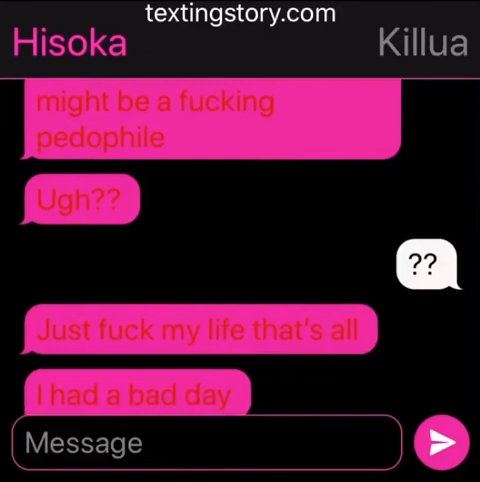 textingstory.com
Hisoka Killua
might be a fucking
pedophile
Ugh??
??
Just fuck my life that's all
I had a bad day
Message